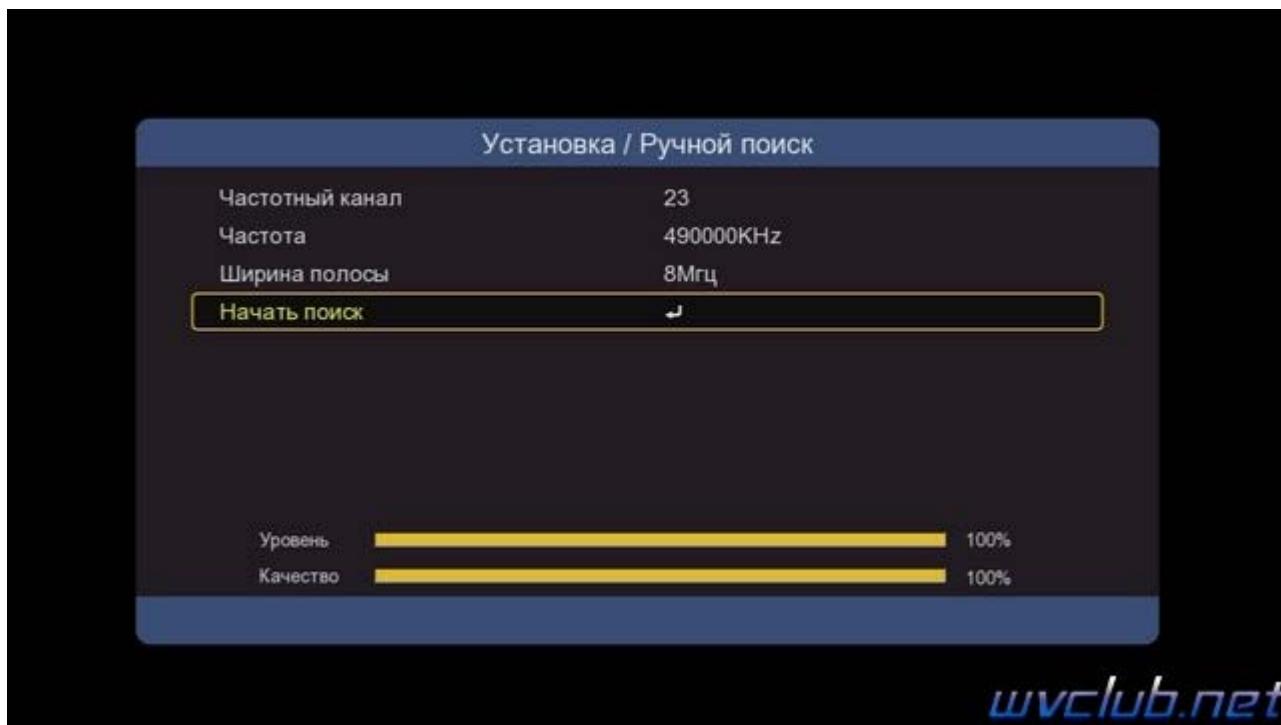 Установка / Ручной поиск
Частотный канал 23
Частота 490000KHz
Ширина полосы 8Мгц
Начать поиск
Уровень 100%
Качество 100%
wvclub.net